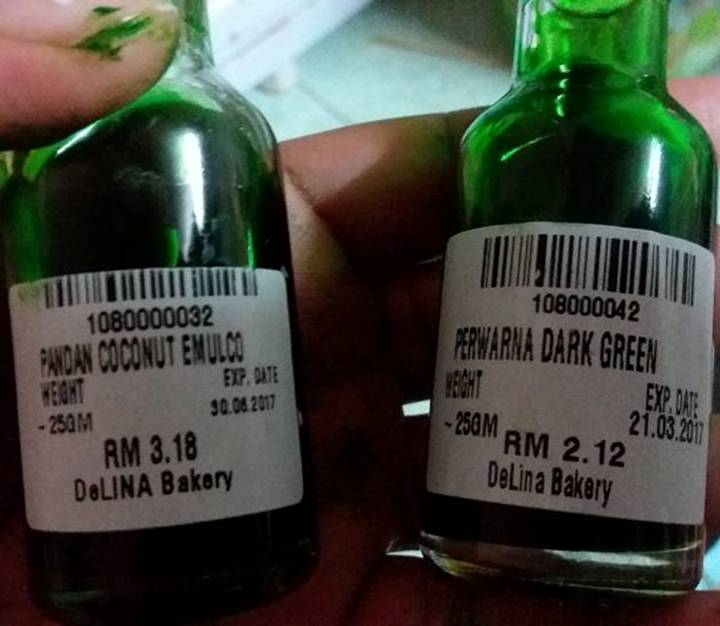 1080000032
PANDAN COCONUT EMULCO
WEIGHT
EXP. DATE
~25GM
30.06.2017
RM 3.18
DeLINA Bakery
108000042
PERWARNA DARK GREEN
WEIGHT
EXP. DATE
~25GM
21.03.2017
RM 2.12
DeLina Bakery